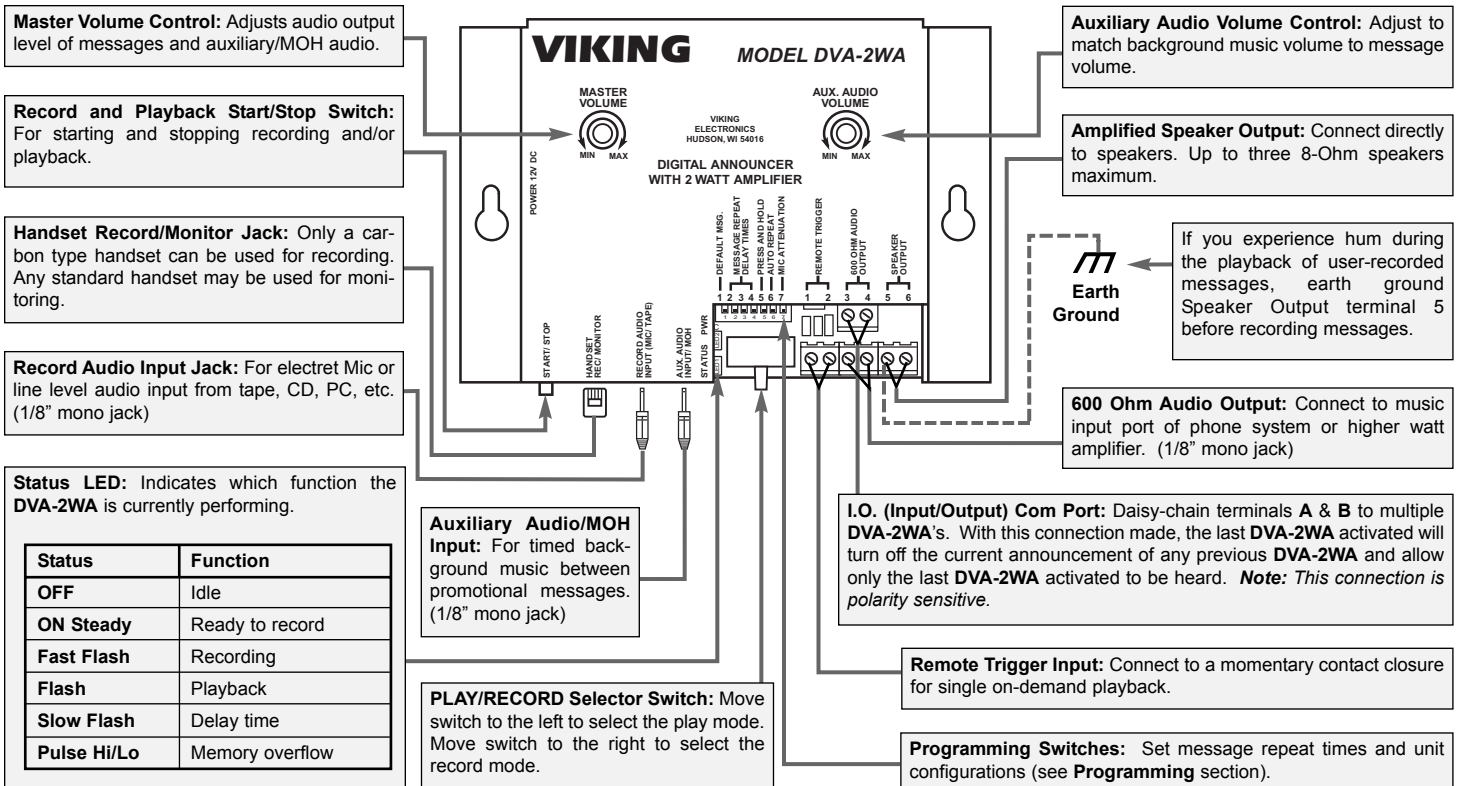 Master Volume Control: Adjusts audio output
level of messages and auxiliary/MOH audio.
Record and Playback Start/Stop Switch:
For starting and stopping recording and/or
playback.
Handset Record/Monitor Jack: Only a car-
bon type handset can be used for recording.
Any standard handset may be used for moni-
toring.
Record Audio Input Jack: For electret Mic or
line level audio input from tape, CD, PC, etc.
(1/8" mono jack)
Status LED: Indicates which function the
DVA-2WA is currently performing.
Status Function
OFF Idle
ON Steady Ready to record
Fast Flash Recording
Flash Playback
Slow Flash Delay time
Pulse Hi/Lo Memory overflow
VIKING MODEL DVA-2WA
MASTER
VOLUME
MIN MAX
VIKING
ELECTRONICS
HUDSON, WI 54016
AUX. AUDIO
VOLUME
MIN MAX
DIGITAL ANNOUNCER
WITH 2 WATT AMPLIFIER
POWER 12V DC
DEFAULT MSG.
MESSAGE REPEAT
DELAY TIMES
PRESS AND HOLD
AUTO REPEAT
MIC ATTENUATION
REMOTE TRIGGER
600 OHM AUDIO
OUTPUT
SPEAKER
OUTPUT
1 2 3 4 5 6 7
1 2 3 4 5 6
1 2 3 4 5 6 7
START/ STOP
HANDSET
REC/ MONITOR
RECORD AUDIO
INPUT (MIC/ TAPE)
AUX. AUDIO
INPUT/ MOH
STATUS PWR
LED1 LED2
Auxiliary Audio/MOH
Input: For timed back-
ground music between
promotional messages.
(1/8" mono jack)
PLAY/RECORD Selector Switch: Move
switch to the left to select the play mode.
Move switch to the right to select the
record mode.
Auxiliary Audio Volume Control: Adjust to
match background music volume to message
volume.
Amplified Speaker Output: Connect directly
to speakers. Up to three 8-Ohm speakers
maximum.
Earth
Ground
If you experience hum during
the playback of user-recorded
messages, earth ground
Speaker Output terminal 5
before recording messages.
600 Ohm Audio Output: Connect to music
input port of phone system or higher watt
amplifier. (1/8" mono jack)
I.O. (Input/Output) Com Port: Daisy-chain terminals A & B to multiple
DVA-2WA's. With this connection made, the last DVA-2WA activated will
turn off the current announcement of any previous DVA-2WA and allow
only the last DVA-2WA activated to be heard. Note: This connection is
polarity sensitive.
Remote Trigger Input: Connect to a momentary contact closure
for single on-demand playback.
Programming Switches: Set message repeat times and unit
configurations (see Programming section).